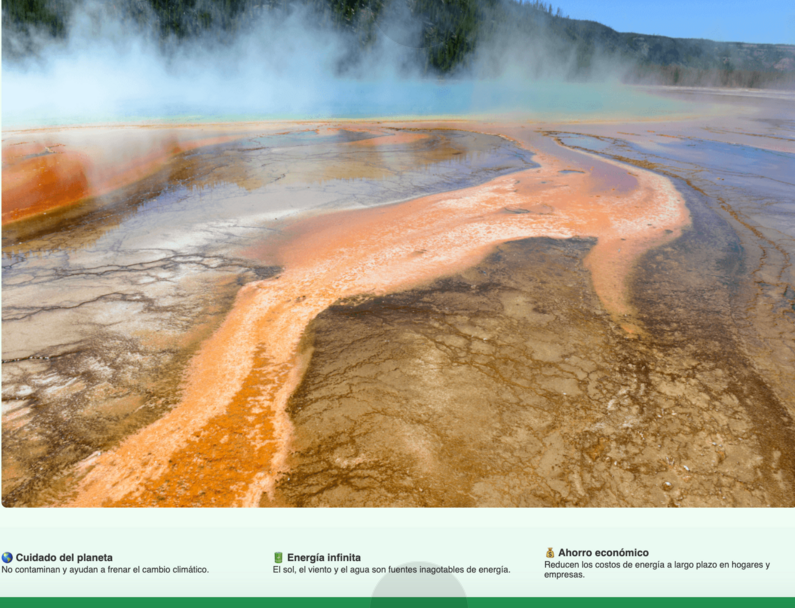 🌎 Cuidado del planeta
No contaminan y ayudan a frenar el cambio climático.
🔋 Energía infinita
El sol, el viento y el agua son fuentes inagotables de energía.
💰 Ahorro económico
Reducen los costos de energía a largo plazo en hogares y
empresas.